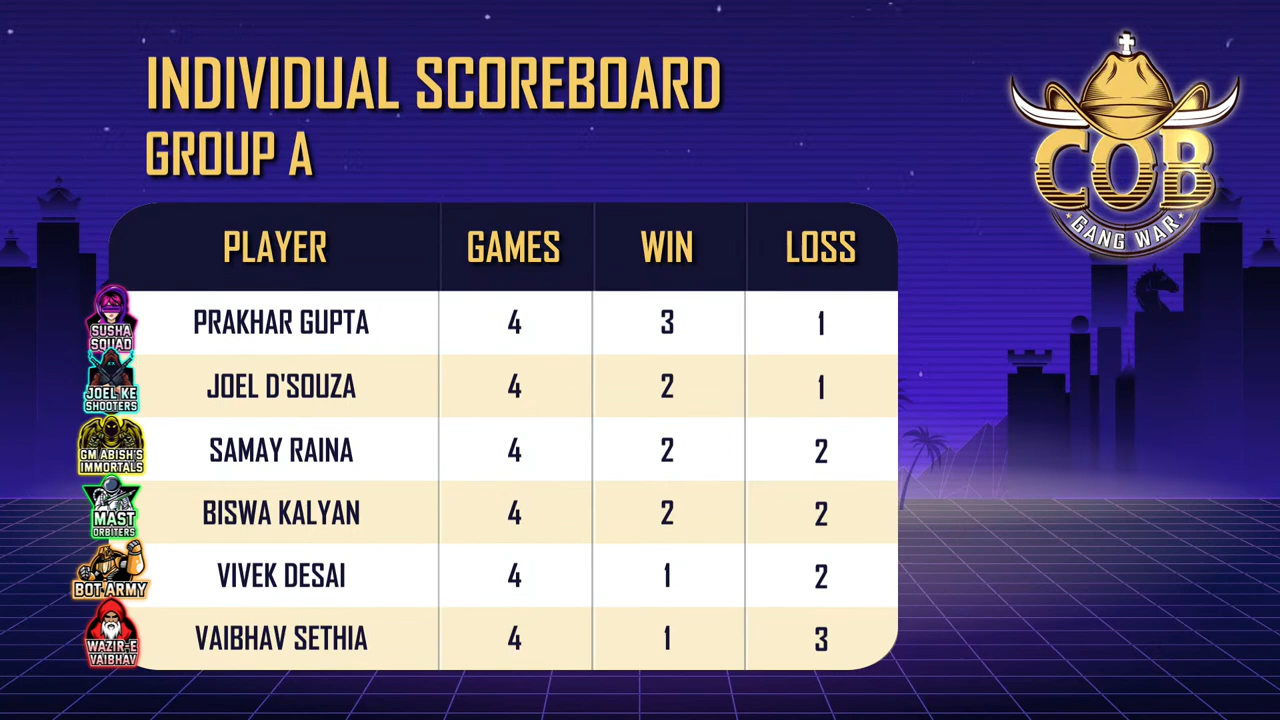 INDIVIDUAL SCOREBOARD
GROUP A
COB
GANG WAR
PLAYER GAMES WIN LOSS
SUSHA
SQUAD
PRAKHAR GUPTA 4 3 1
JOEL KE
SHOOTERS
JOEL D'SOUZA 4 2 1
GM ABISH'S
IMMORTALS
SAMAY RAINA 4 2 2
MAST
ORBITERS
BISWA KALYAN 4 2 2
BOT ARMY
VIVEK DESAI 4 1 2
WAZIR-E
VAIBHAV
VAIBHAV SETHIA 4 1 3